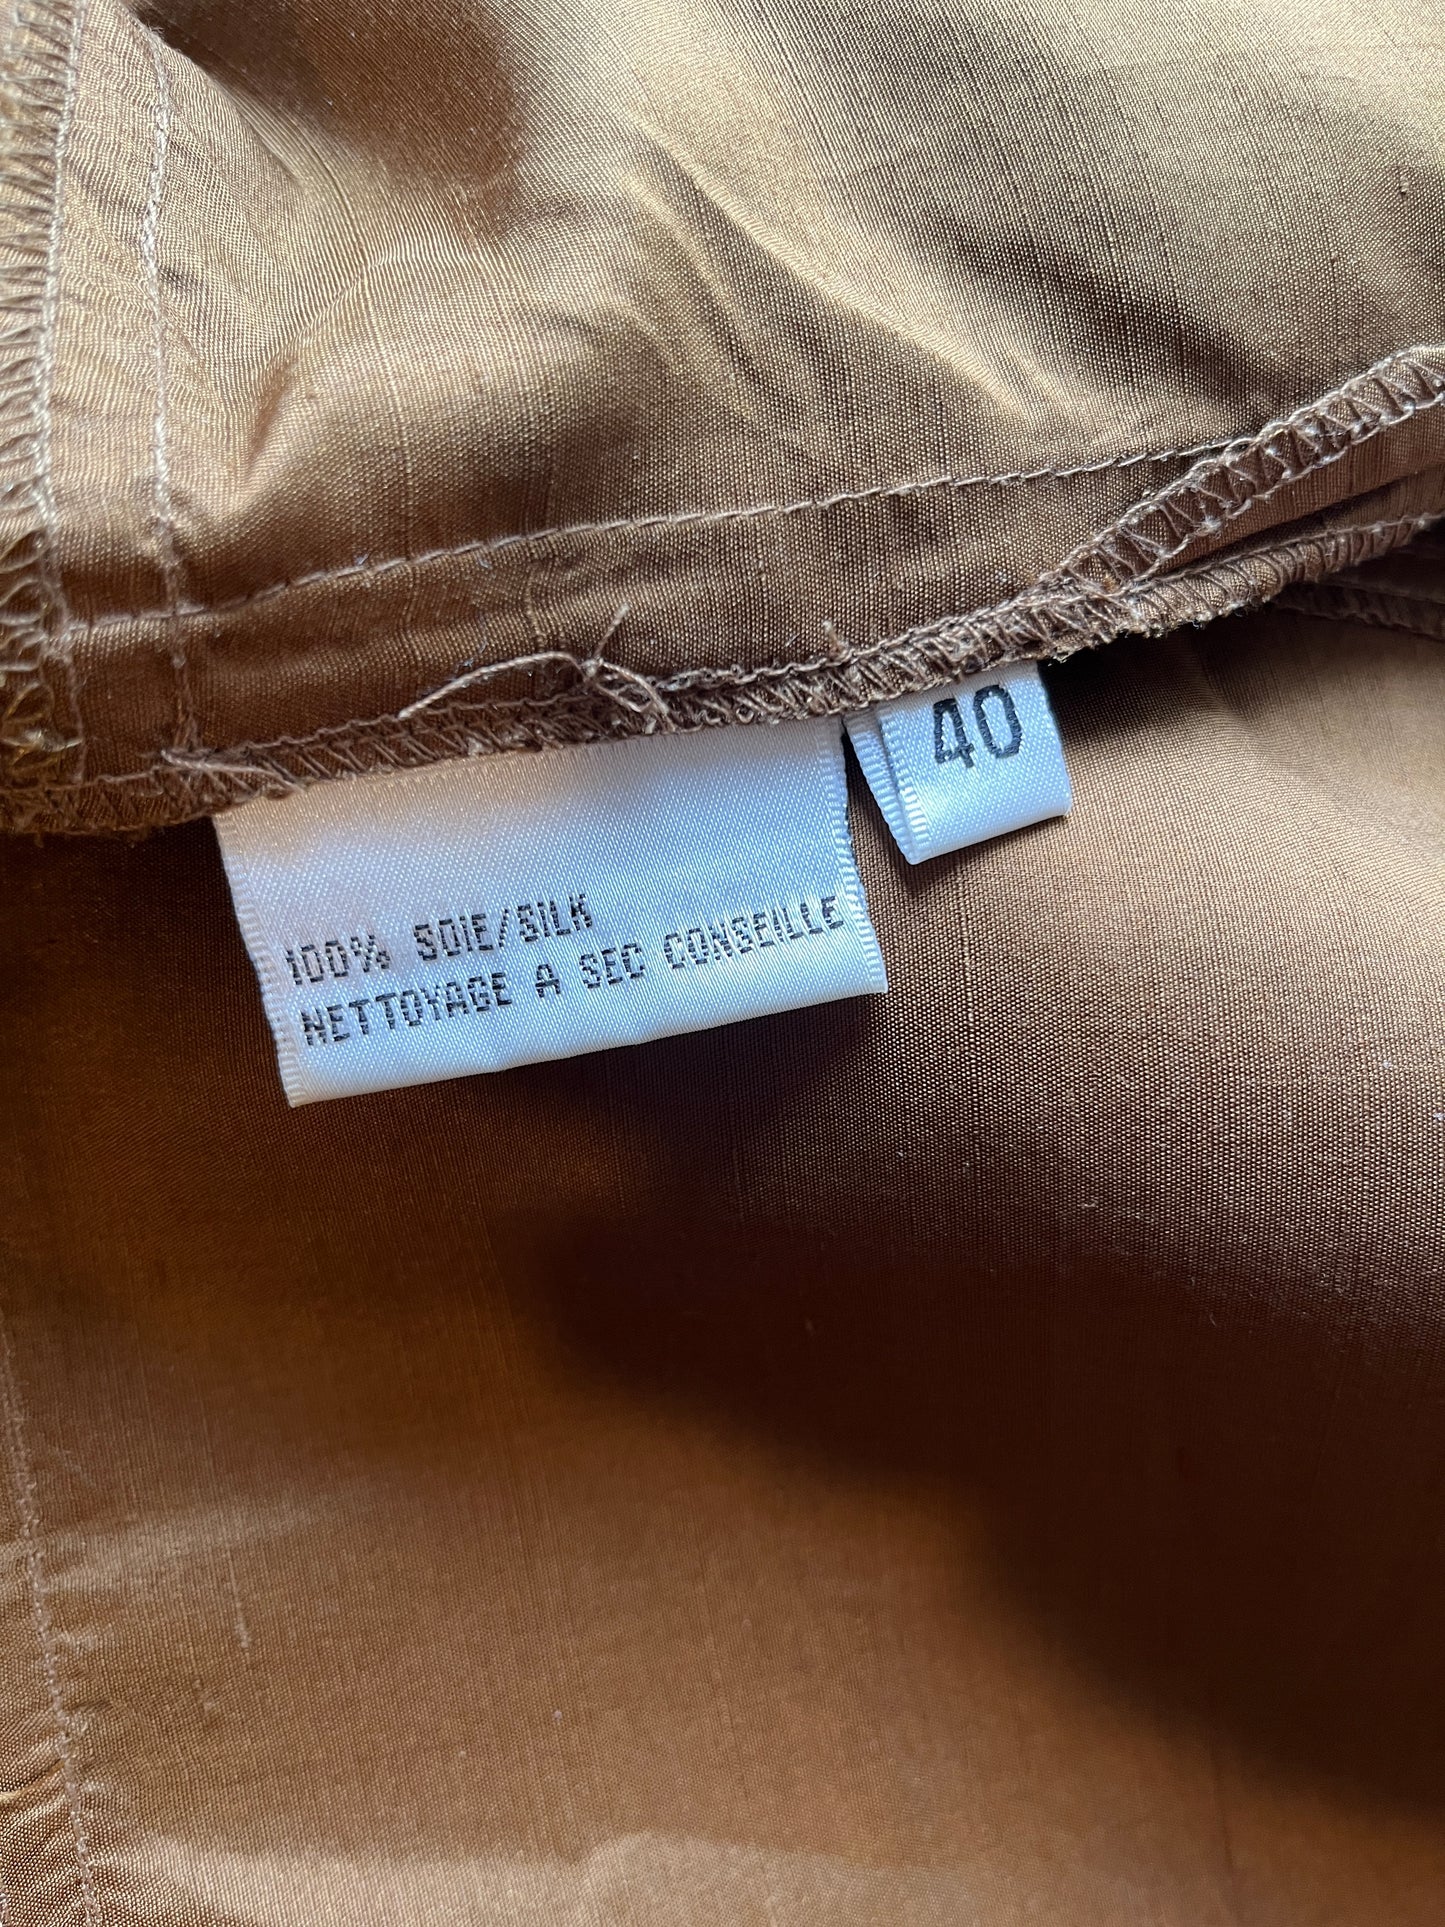 40
100% SOIE/SILK
NETTOYAGE A SEC CONSEILLE